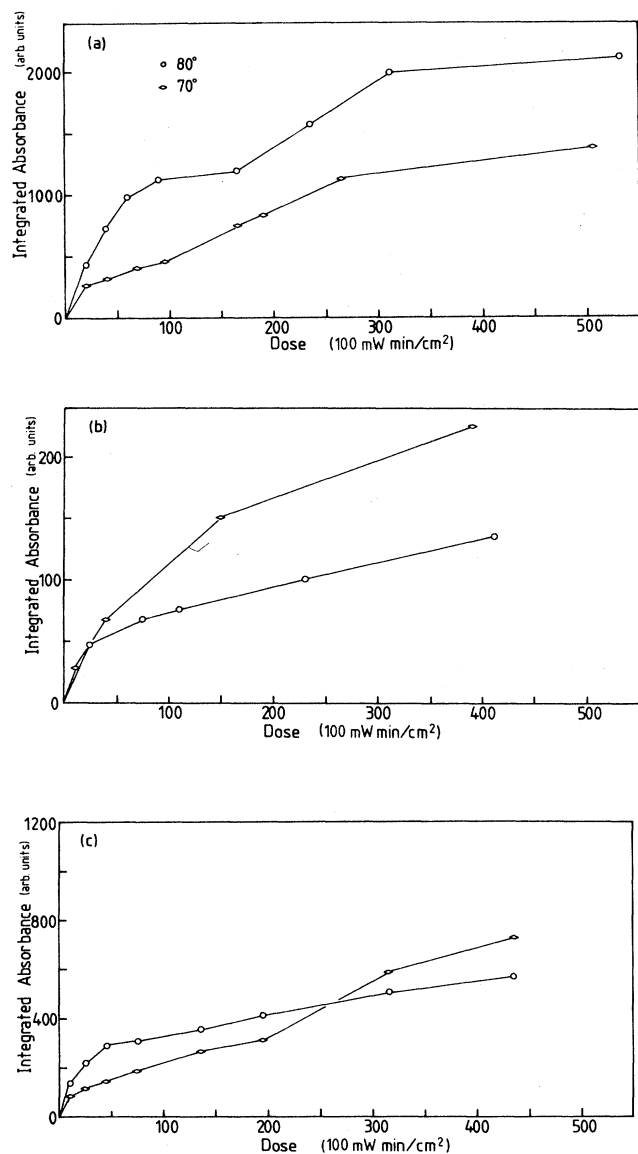 (a)
80°
70°
Integrated Absorbance (arb. units)
2000
1000
0
100 200 300 400 500
Dose (100 mW min/cm²)
(b)
Integrated Absorbance (arb. units)
200
100
0
100 200 300 400 500
Dose (100 mW min/cm²)
(c)
Integrated Absorbance (arb. units)
1200
800
400
0
100 200 300 400 500
Dose (100 mW min/cm²)